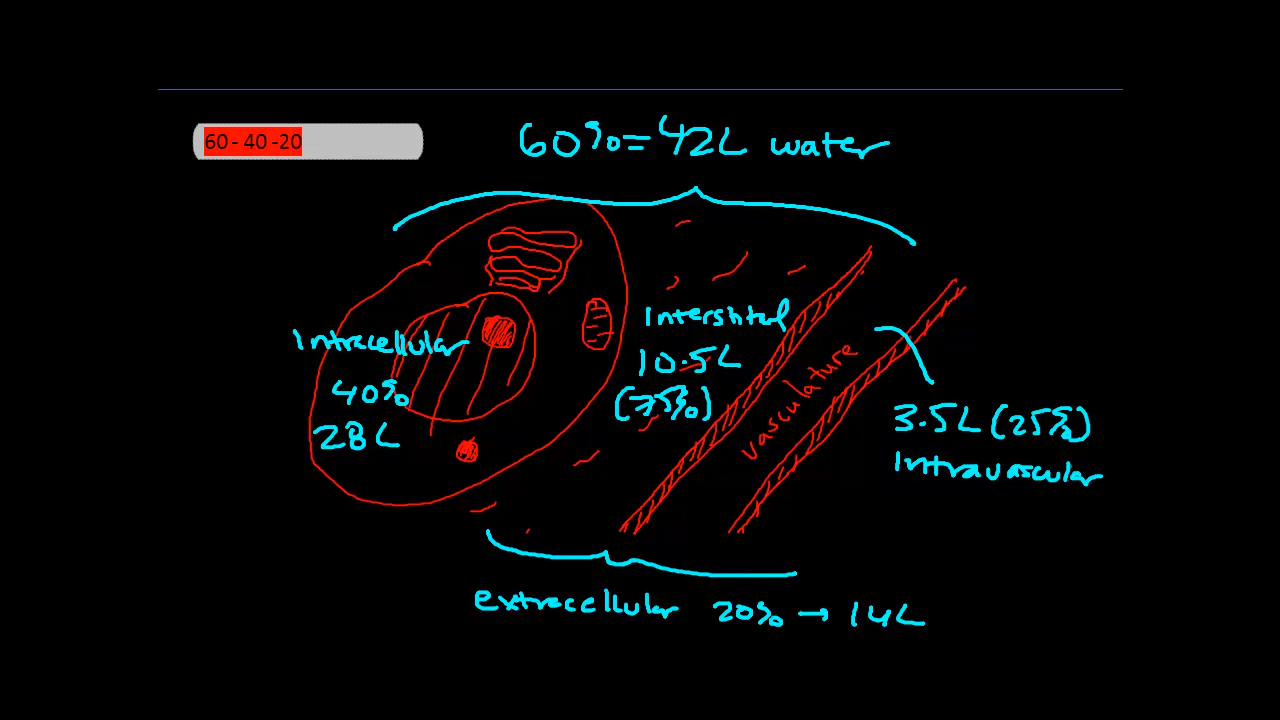 60 - 40 -20
60%=42L water
Intracellular
40%
28L
Interstital
10.5L
(75%)
vasculature
3.5L (25%)
Intravascular
extracellular 20% → 14L